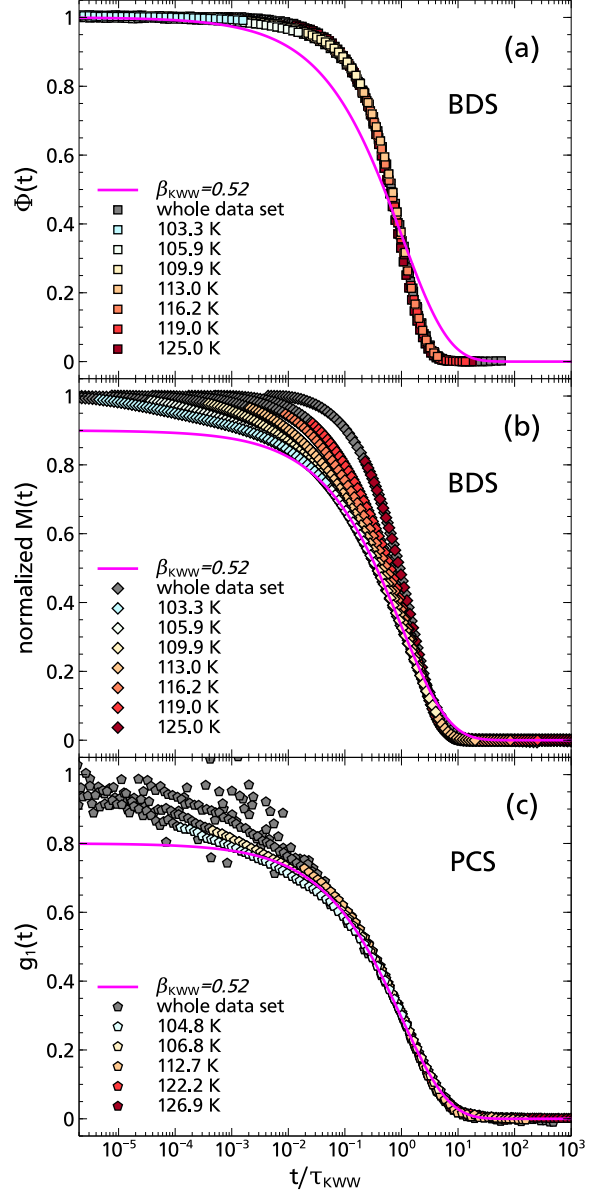 1
(a)
0.8
BDS
0.6
Φ(t)
β_KWW=0.52
0.4
whole data set
103.3 K
105.9 K
109.9 K
0.2
113.0 K
116.2 K
119.0 K
0
125.0 K
1
(b)
0.8
BDS
0.6
normalized M(t)
β_KWW=0.52
0.4
whole data set
103.3 K
105.9 K
109.9 K
0.2
113.0 K
116.2 K
119.0 K
0
125.0 K
1
(c)
0.8
PCS
0.6
g₁(t)
0.4
β_KWW=0.52
whole data set
104.8 K
0.2
106.8 K
112.7 K
122.2 K
0
126.9 K
10⁻⁵ 10⁻⁴ 10⁻³ 10⁻² 10⁻¹ 10⁰ 10¹ 10² 10³
t/τ_KWW